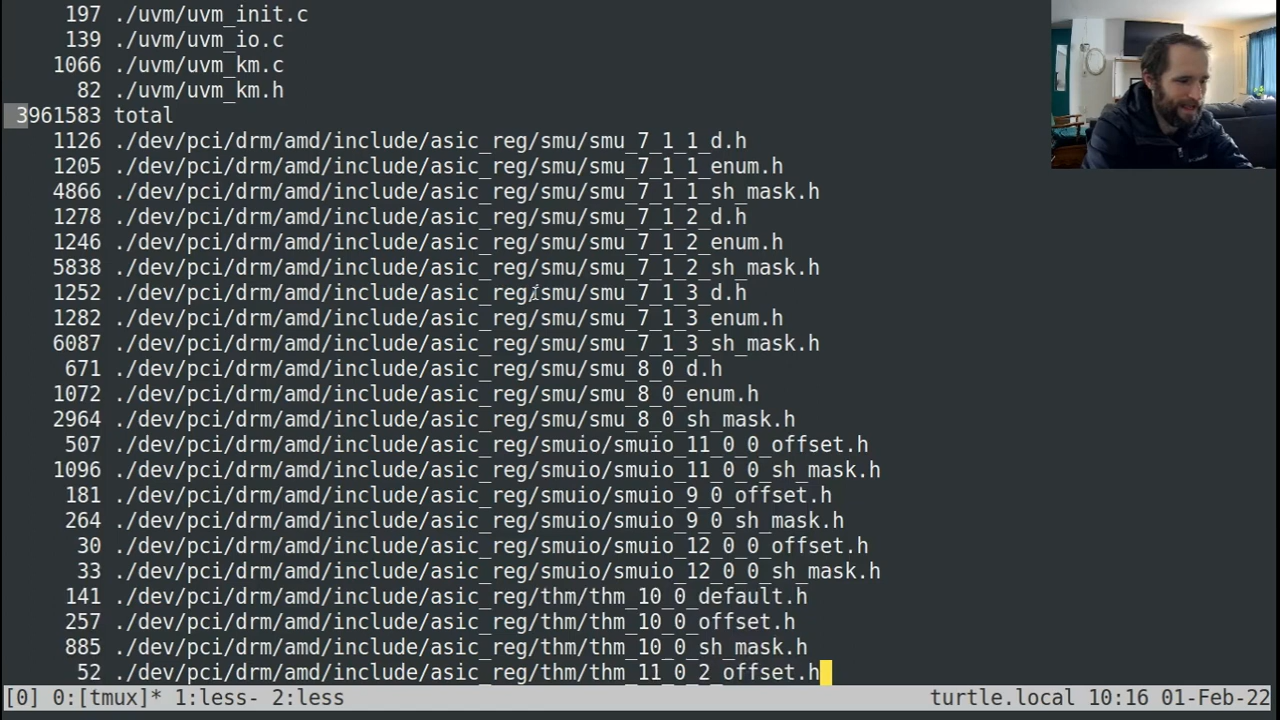 197 ./uvm/uvm_init.c
139 ./uvm/uvm_io.c
1066 ./uvm/uvm_km.c
82 ./uvm/uvm_km.h
3961583 total
1126 ./dev/pci/drm/amd/include/asic_reg/smu/smu_7_1_1_d.h
1205 ./dev/pci/drm/amd/include/asic_reg/smu/smu_7_1_1_enum.h
4866 ./dev/pci/drm/amd/include/asic_reg/smu/smu_7_1_1_sh_mask.h
1278 ./dev/pci/drm/amd/include/asic_reg/smu/smu_7_1_2_d.h
1246 ./dev/pci/drm/amd/include/asic_reg/smu/smu_7_1_2_enum.h
5838 ./dev/pci/drm/amd/include/asic_reg/smu/smu_7_1_2_sh_mask.h
1252 ./dev/pci/drm/amd/include/asic_reg/smu/smu_7_1_3_d.h
1282 ./dev/pci/drm/amd/include/asic_reg/smu/smu_7_1_3_enum.h
6087 ./dev/pci/drm/amd/include/asic_reg/smu/smu_7_1_3_sh_mask.h
671 ./dev/pci/drm/amd/include/asic_reg/smu/smu_8_0_d.h
1072 ./dev/pci/drm/amd/include/asic_reg/smu/smu_8_0_enum.h
2964 ./dev/pci/drm/amd/include/asic_reg/smu/smu_8_0_sh_mask.h
507 ./dev/pci/drm/amd/include/asic_reg/smuio/smuio_11_0_0_offset.h
1096 ./dev/pci/drm/amd/include/asic_reg/smuio/smuio_11_0_0_sh_mask.h
181 ./dev/pci/drm/amd/include/asic_reg/smuio/smuio_9_0_offset.h
264 ./dev/pci/drm/amd/include/asic_reg/smuio/smuio_9_0_sh_mask.h
30 ./dev/pci/drm/amd/include/asic_reg/smuio/smuio_12_0_0_offset.h
33 ./dev/pci/drm/amd/include/asic_reg/smuio/smuio_12_0_0_sh_mask.h
141 ./dev/pci/drm/amd/include/asic_reg/thm/thm_10_0_default.h
257 ./dev/pci/drm/amd/include/asic_reg/thm/thm_10_0_offset.h
885 ./dev/pci/drm/amd/include/asic_reg/thm/thm_10_0_sh_mask.h
52 ./dev/pci/drm/amd/include/asic_reg/thm/thm_11_0_2_offset.h
[0] 0:[tmux]* 1:less- 2:less turtle.local 10:16 01-Feb-22